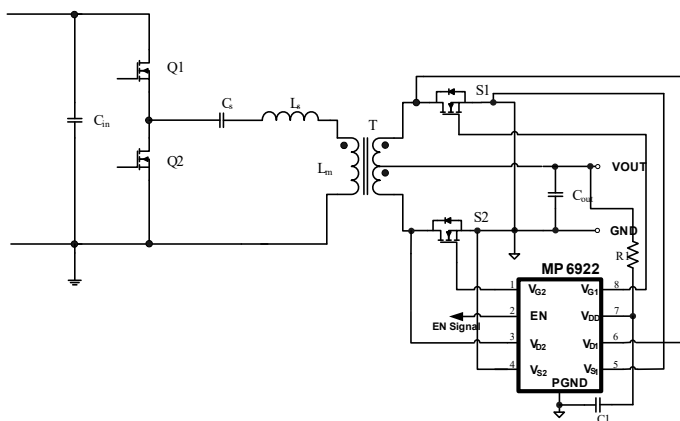 Q1
S1
Cs
Ls
Cin
T
VOUT
Lm
Q2
Cout
S2
GND
R1
MP6922
1
VG2
VG1
8
2
EN
VDD
7
EN Signal
3
VD2
VD1
6
4
VS2
VS1
5
PGND
C1